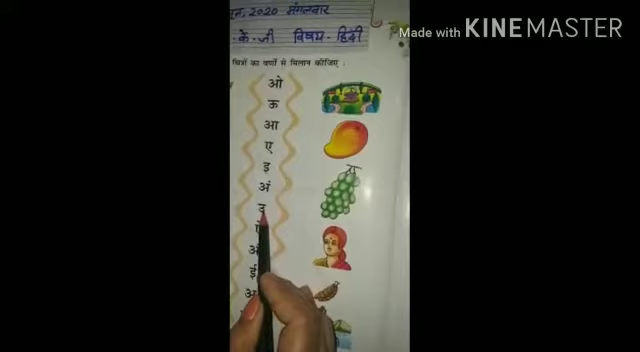 2020 मंगलवार
Made with KINEMASTER
के. जी विषय - हिन्दी
चित्रों का वर्णों से मिलान कीजिए .
ओ
ऊ
आ
ए
इ
अं
ई